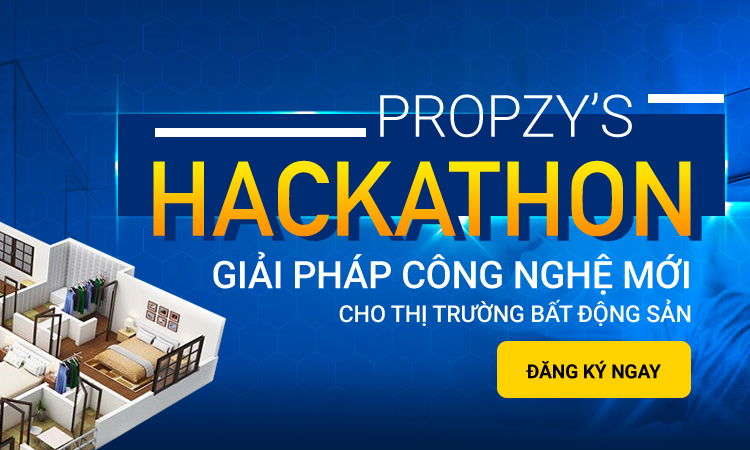 PROPZY'S
HACKATHON
GIẢI PHÁP CÔNG NGHỆ MỚI
CHO THỊ TRƯỜNG BẤT ĐỘNG SẢN
ĐĂNG KÝ NGAY